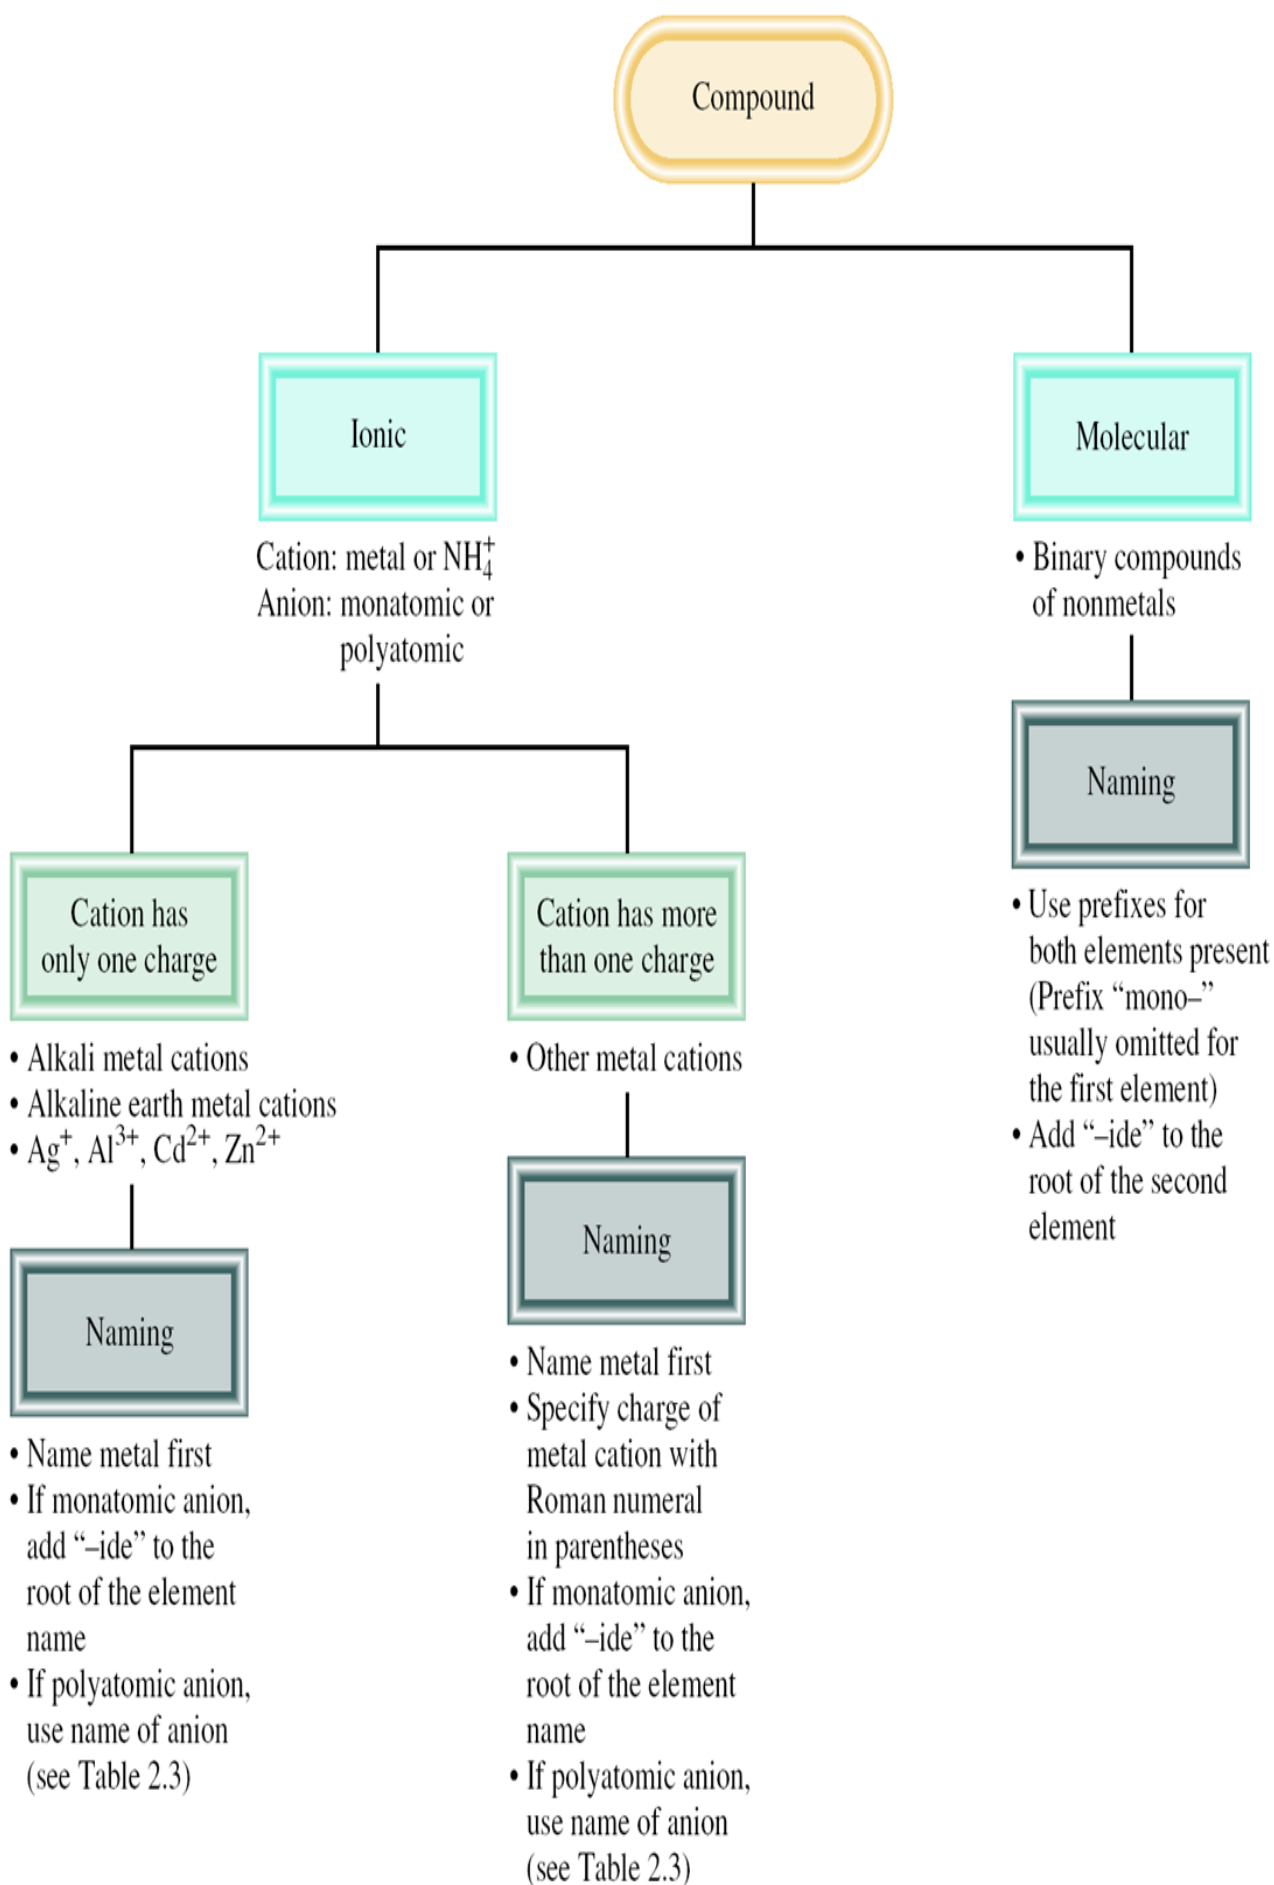 Compound
Ionic
Cation: metal or NH₄⁺
Anion: monatomic or
polyatomic
Cation has
only one charge
• Alkali metal cations
• Alkaline earth metal cations
• Ag⁺, Al³⁺, Cd²⁺, Zn²⁺
Naming
• Name metal first
• If monatomic anion,
add “–ide” to the
root of the element
name
• If polyatomic anion,
use name of anion
(see Table 2.3)
Cation has more
than one charge
• Other metal cations
Naming
• Name metal first
• Specify charge of
metal cation with
Roman numeral
in parentheses
• If monatomic anion,
add “–ide” to the
root of the element
name
• If polyatomic anion,
use name of anion
(see Table 2.3)
Molecular
• Binary compounds
of nonmetals
Naming
• Use prefixes for
both elements present
(Prefix “mono–”
usually omitted for
the first element)
• Add “–ide” to the
root of the second
element